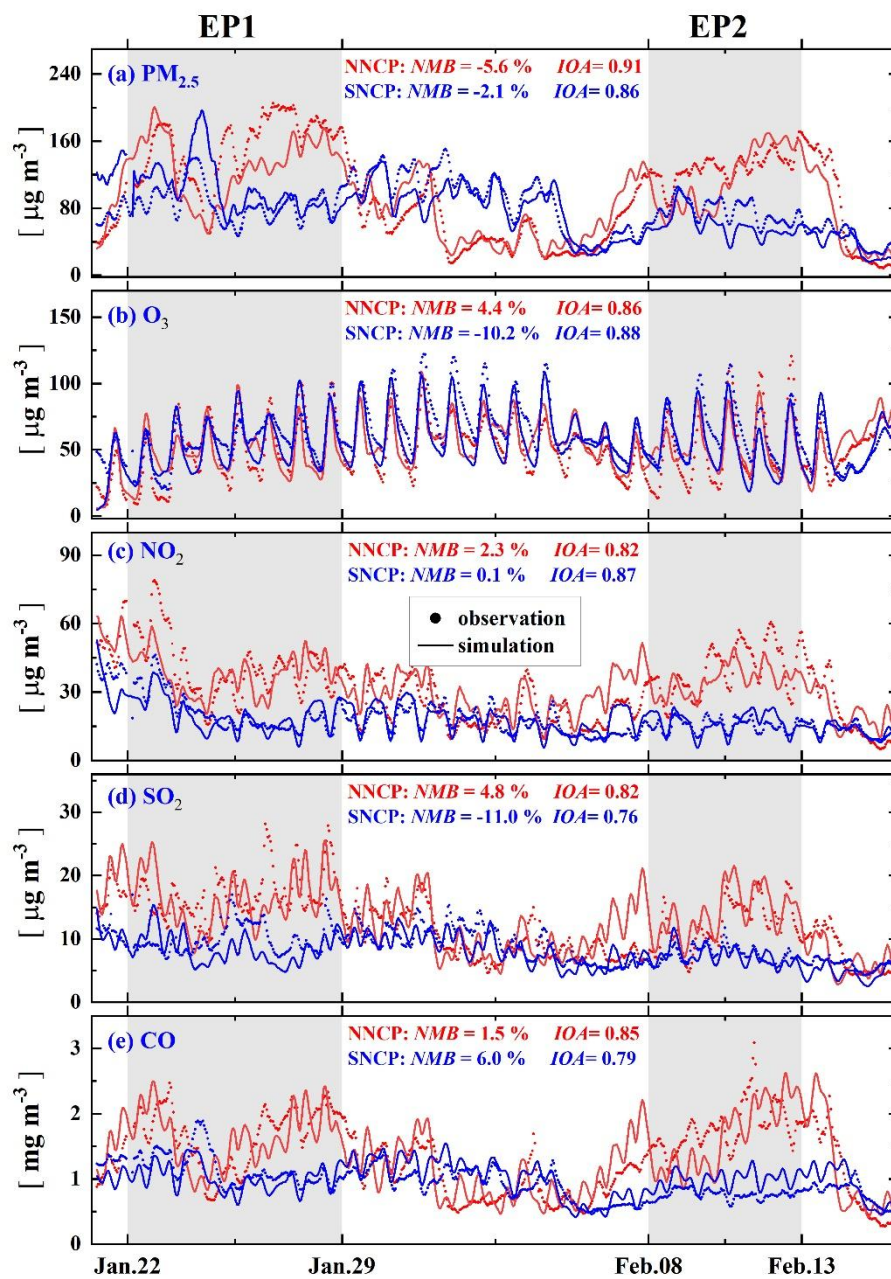 EP1 EP2
(a) PM2.5
NNCP: NMB = -5.6 % IOA= 0.91
SNCP: NMB = -2.1 % IOA= 0.86
240
160
80
0
[ μg m-3 ]
(b) O3
NNCP: NMB = 4.4 % IOA= 0.86
SNCP: NMB = -10.2 % IOA= 0.88
150
100
50
0
[ μg m-3 ]
(c) NO2
NNCP: NMB = 2.3 % IOA= 0.82
SNCP: NMB = 0.1 % IOA= 0.87
observation
simulation
90
60
30
0
[ μg m-3 ]
(d) SO2
NNCP: NMB = 4.8 % IOA= 0.82
SNCP: NMB = -11.0 % IOA= 0.76
30
20
10
0
[ μg m-3 ]
(e) CO
NNCP: NMB = 1.5 % IOA= 0.85
SNCP: NMB = 6.0 % IOA= 0.79
3
2
1
0
[ mg m-3 ]
Jan.22 Jan.29 Feb.08 Feb.13